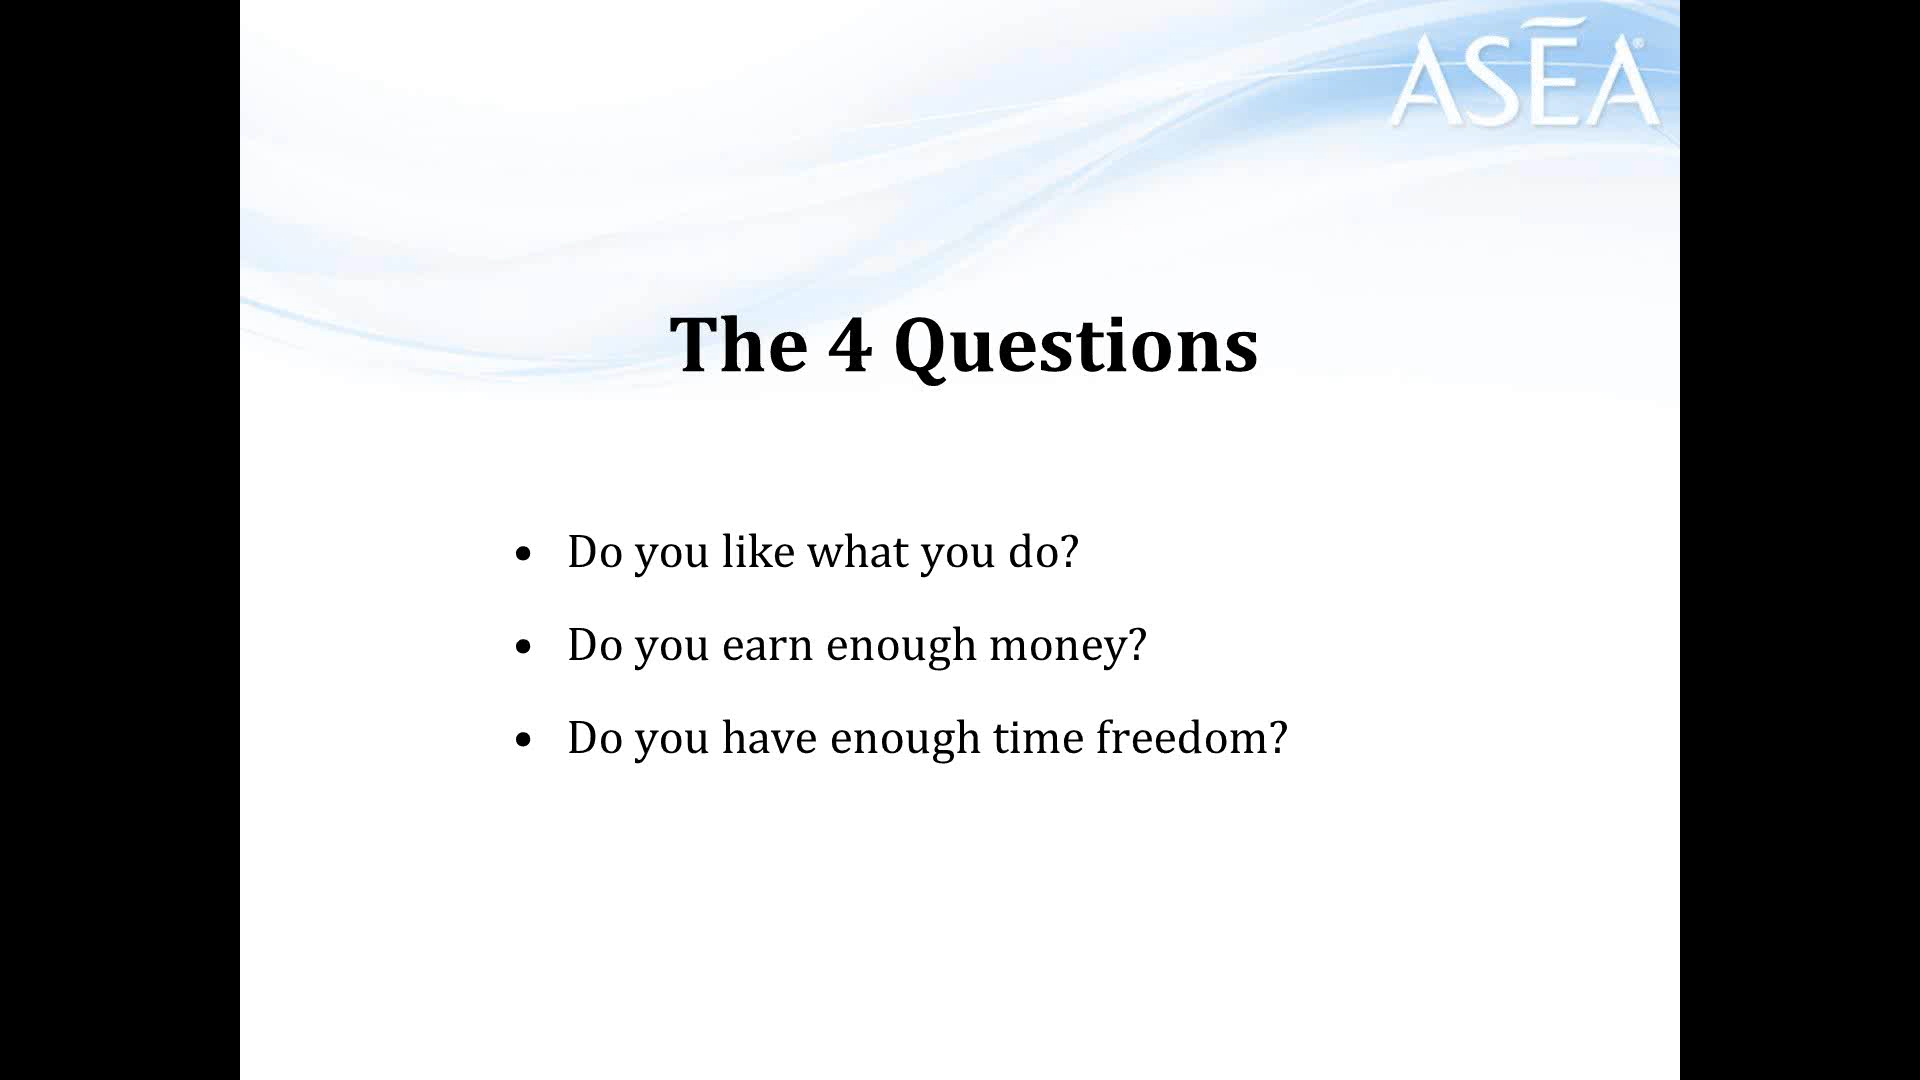 ASĒA®
The 4 Questions
• Do you like what you do?
• Do you earn enough money?
• Do you have enough time freedom?